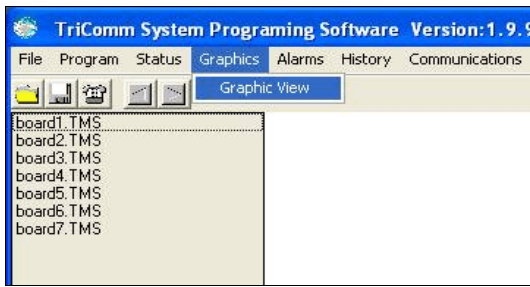 TriComm System Programing Software Version:1.9.9
File Program Status Graphics Alarms History Communications
Graphic View
board1.TMS
board2.TMS
board3.TMS
board4.TMS
board5.TMS
board6.TMS
board7.TMS